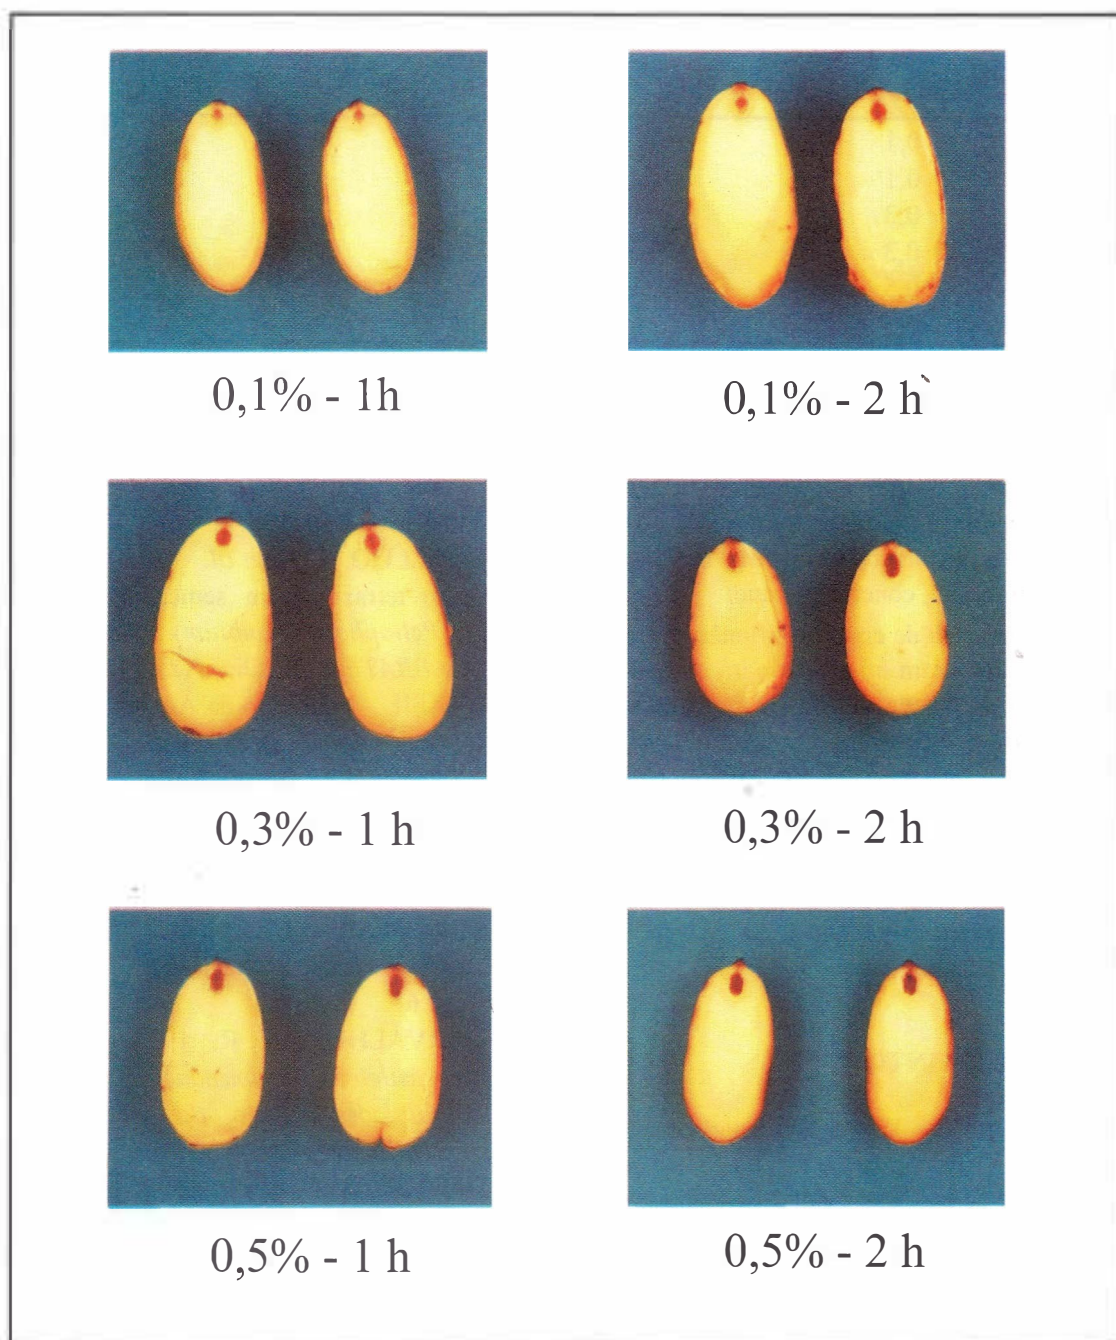 0,1% - 1h
0,1% - 2 h
0,3% - 1 h
0,3% - 2 h
0,5% - 1 h
0,5% - 2 h